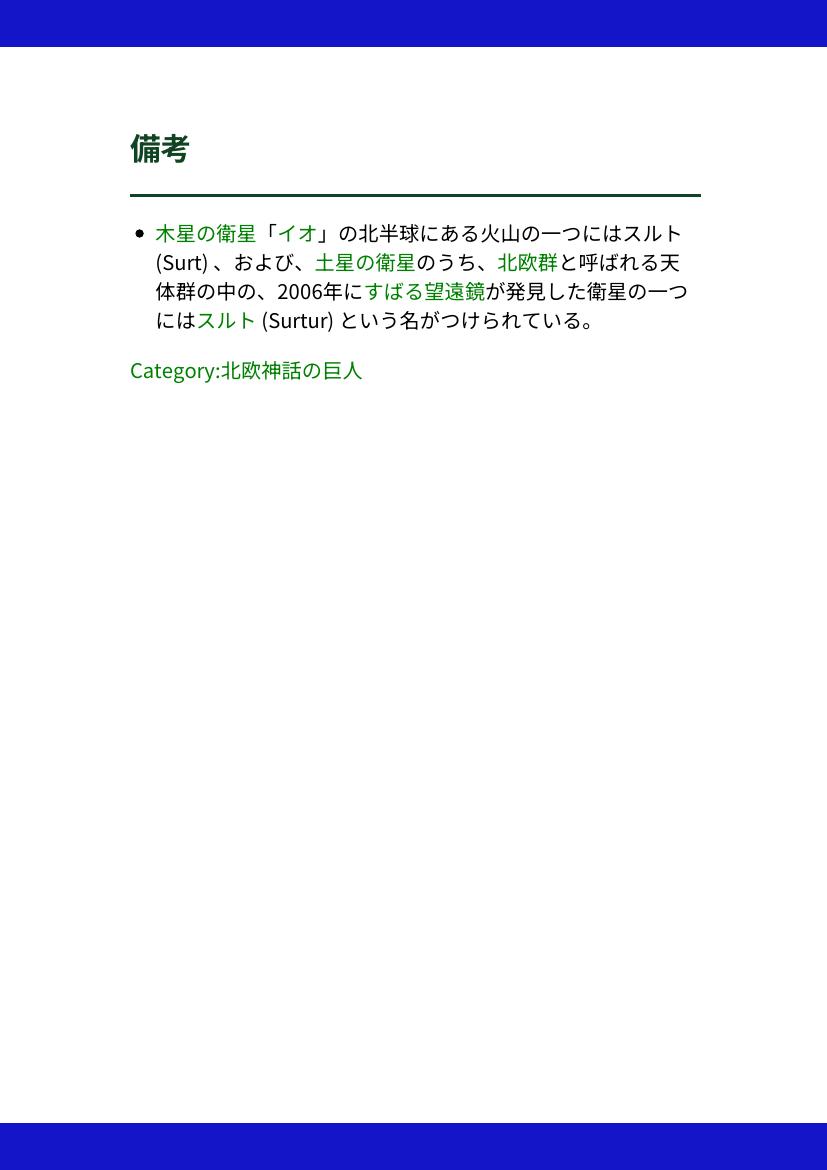 備考
木星の衛星「イオ」の北半球にある火山の一つにはスルト
(Surt) 、および、土星の衛星のうち、北欧群と呼ばれる天
体群の中の、2006年にすばる望遠鏡が発見した衛星の一つ
にはスルト (Surtur) という名がつけられている。
Category:北欧神話の巨人